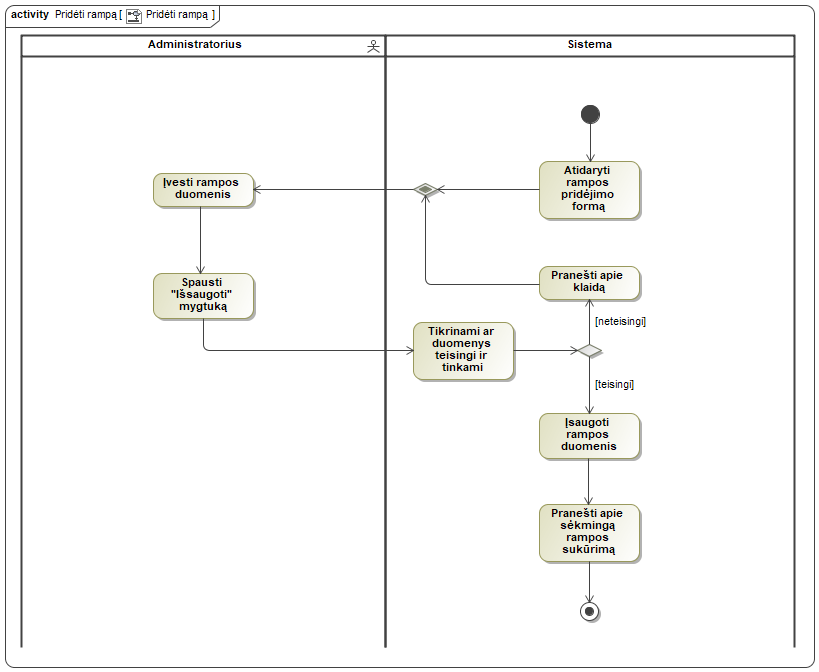 activity Pridėti rampą [ Pridėti rampą ]
Administratorius
Sistema
Atidaryti
rampos
pridėjimo
formą
Įvesti rampos
duomenis
Pranešti apie
klaidą
Spausti
"Išsaugoti"
mygtuką
[neteisingi]
Tikrinami ar
duomenys
teisingi ir
tinkami
[teisingi]
Įsaugoti
rampos
duomenis
Pranešti apie
sėkmingą
rampos
sukūrimą